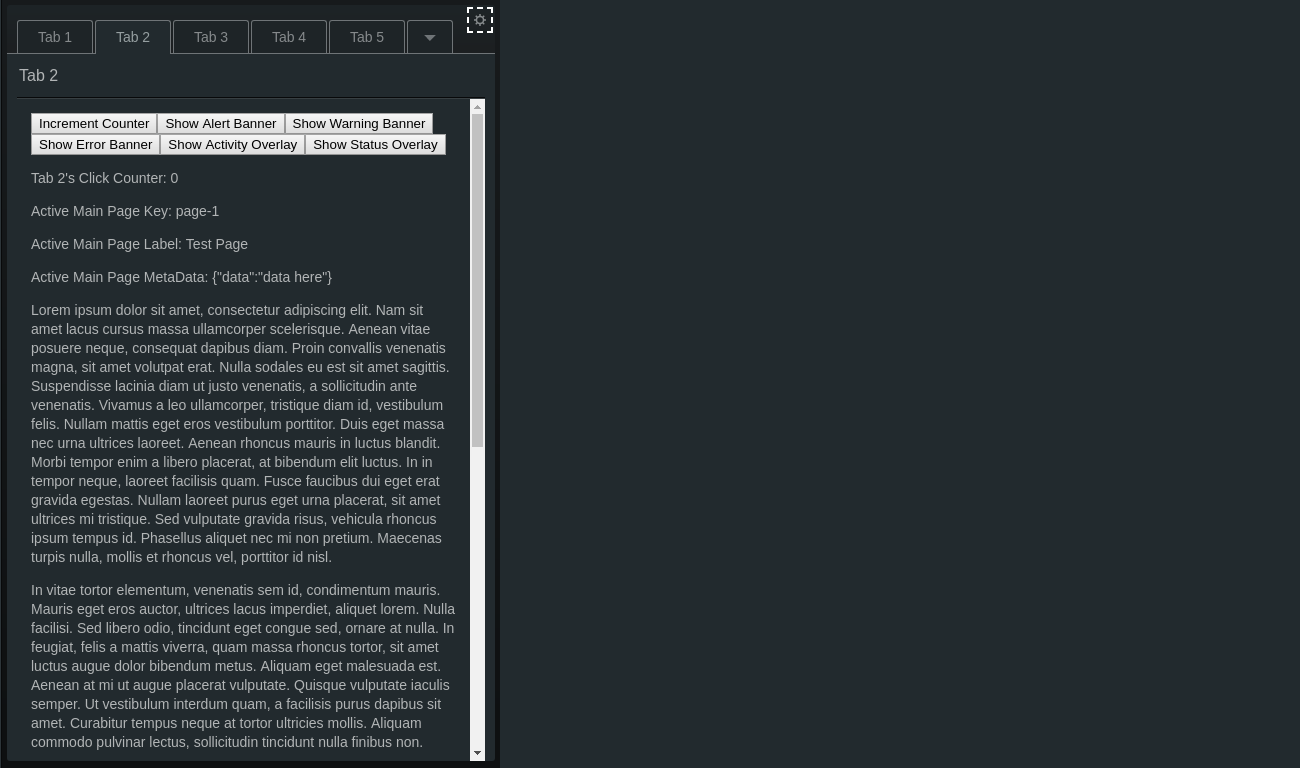 Tab 1
Tab 2
Tab 3
Tab 4
Tab 5
Tab 2
Increment Counter
Show Alert Banner
Show Warning Banner
Show Error Banner
Show Activity Overlay
Show Status Overlay
Tab 2's Click Counter: 0
Active Main Page Key: page-1
Active Main Page Label: Test Page
Active Main Page MetaData: {"data":"data here"}
Lorem ipsum dolor sit amet, consectetur adipiscing elit. Nam sit
amet lacus cursus massa ullamcorper scelerisque. Aenean vitae
posuere neque, consequat dapibus diam. Proin convallis venenatis
magna, sit amet volutpat erat. Nulla sodales eu est sit amet sagittis.
Suspendisse lacinia diam ut justo venenatis, a sollicitudin ante
venenatis. Vivamus a leo ullamcorper, tristique diam id, vestibulum
felis. Nullam mattis eget eros vestibulum porttitor. Duis eget massa
nec urna ultrices laoreet. Aenean rhoncus mauris in luctus blandit.
Morbi tempor enim a libero placerat, at bibendum elit luctus. In in
tempor neque, laoreet facilisis quam. Fusce faucibus dui eget erat
gravida egestas. Nullam laoreet purus eget urna placerat, sit amet
ultrices mi tristique. Sed vulputate gravida risus, vehicula rhoncus
ipsum tempus id. Phasellus aliquet nec mi non pretium. Maecenas
turpis nulla, mollis et rhoncus vel, porttitor id nisl.
In vitae tortor elementum, venenatis sem id, condimentum mauris.
Mauris eget eros auctor, ultrices lacus imperdiet, aliquet lorem. Nulla
facilisi. Sed libero odio, tincidunt eget congue sed, ornare at nulla. In
feugiat, felis a mattis viverra, quam massa rhoncus tortor, sit amet
luctus augue dolor bibendum metus. Aliquam eget malesuada est.
Aenean at mi ut augue placerat vulputate. Quisque vulputate iaculis
semper. Ut vestibulum interdum quam, a facilisis purus dapibus sit
amet. Curabitur tempus neque at tortor ultricies mollis. Aliquam
commodo pulvinar lectus, sollicitudin tincidunt nulla finibus non.